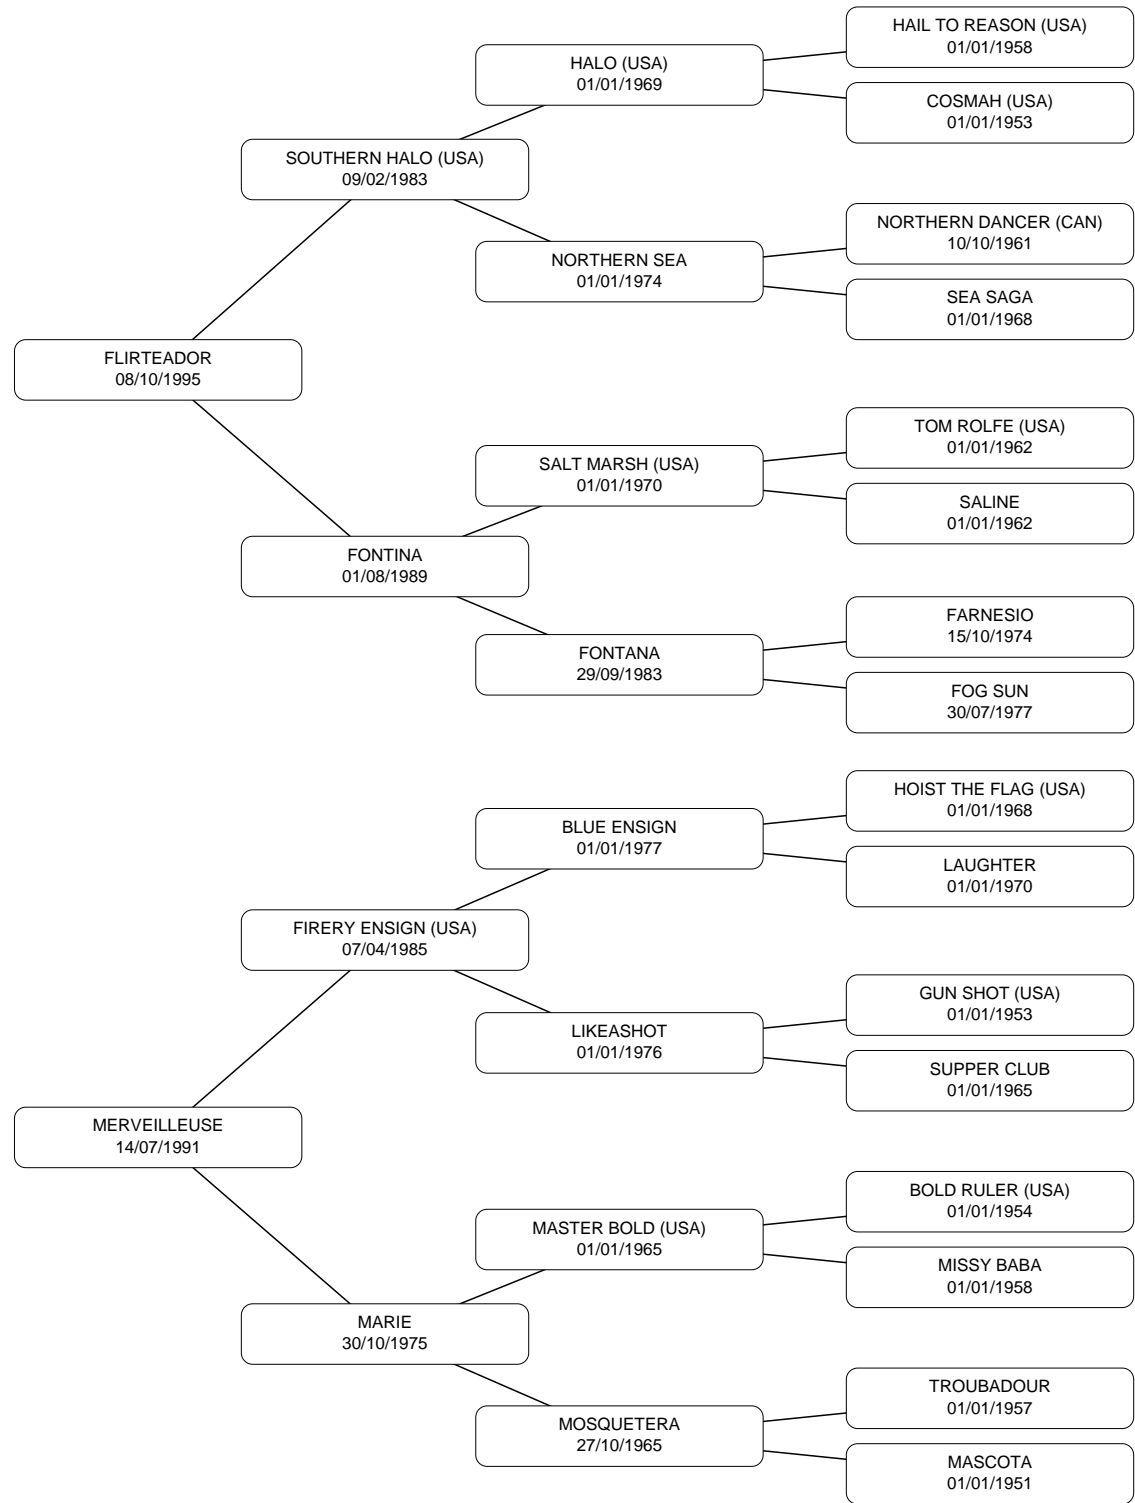 HAIL TO REASON (USA)
01/01/1958
HALO (USA)
01/01/1969
COSMAH (USA)
01/01/1953
SOUTHERN HALO (USA)
09/02/1983
NORTHERN DANCER (CAN)
10/10/1961
NORTHERN SEA
01/01/1974
SEA SAGA
01/01/1968
FLIRTEADOR
08/10/1995
TOM ROLFE (USA)
01/01/1962
SALT MARSH (USA)
01/01/1970
SALINE
01/01/1962
FONTINA
01/08/1989
FARNESIO
15/10/1974
FONTANA
29/09/1983
FOG SUN
30/07/1977
HOIST THE FLAG (USA)
01/01/1968
BLUE ENSIGN
01/01/1977
LAUGHTER
01/01/1970
FIRERY ENSIGN (USA)
07/04/1985
GUN SHOT (USA)
01/01/1953
LIKEASHOT
01/01/1976
SUPPER CLUB
01/01/1965
MERVEILLEUSE
14/07/1991
BOLD RULER (USA)
01/01/1954
MASTER BOLD (USA)
01/01/1965
MISSY BABA
01/01/1958
MARIE
30/10/1975
TROUBADOUR
01/01/1957
MOSQUETERA
27/10/1965
MASCOTA
01/01/1951